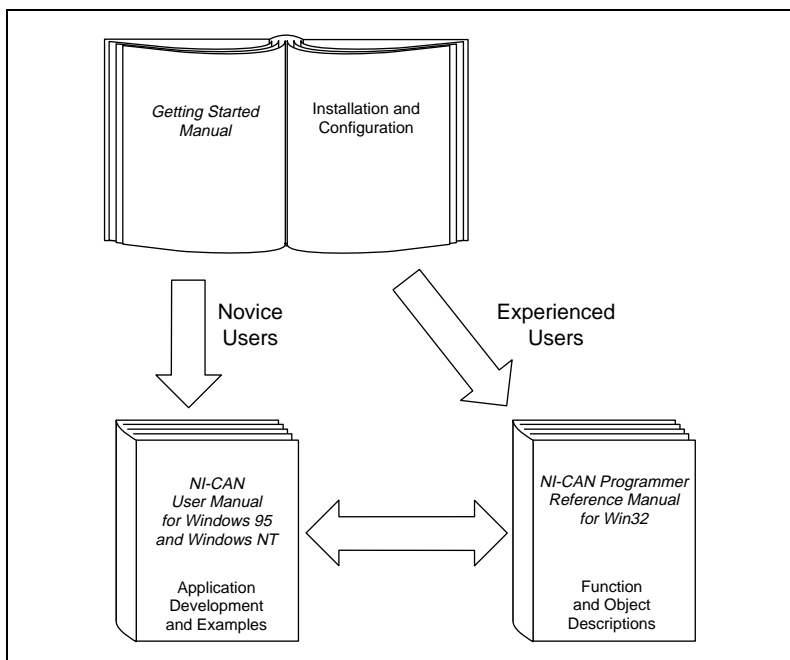 Getting Started
Manual
Installation and
Configuration
Novice
Users
Experienced
Users
NI-CAN
User Manual
for Windows 95
and Windows NT
Application
Development
and Examples
NI-CAN Programmer
Reference Manual
for Win32
Function
and Object
Descriptions